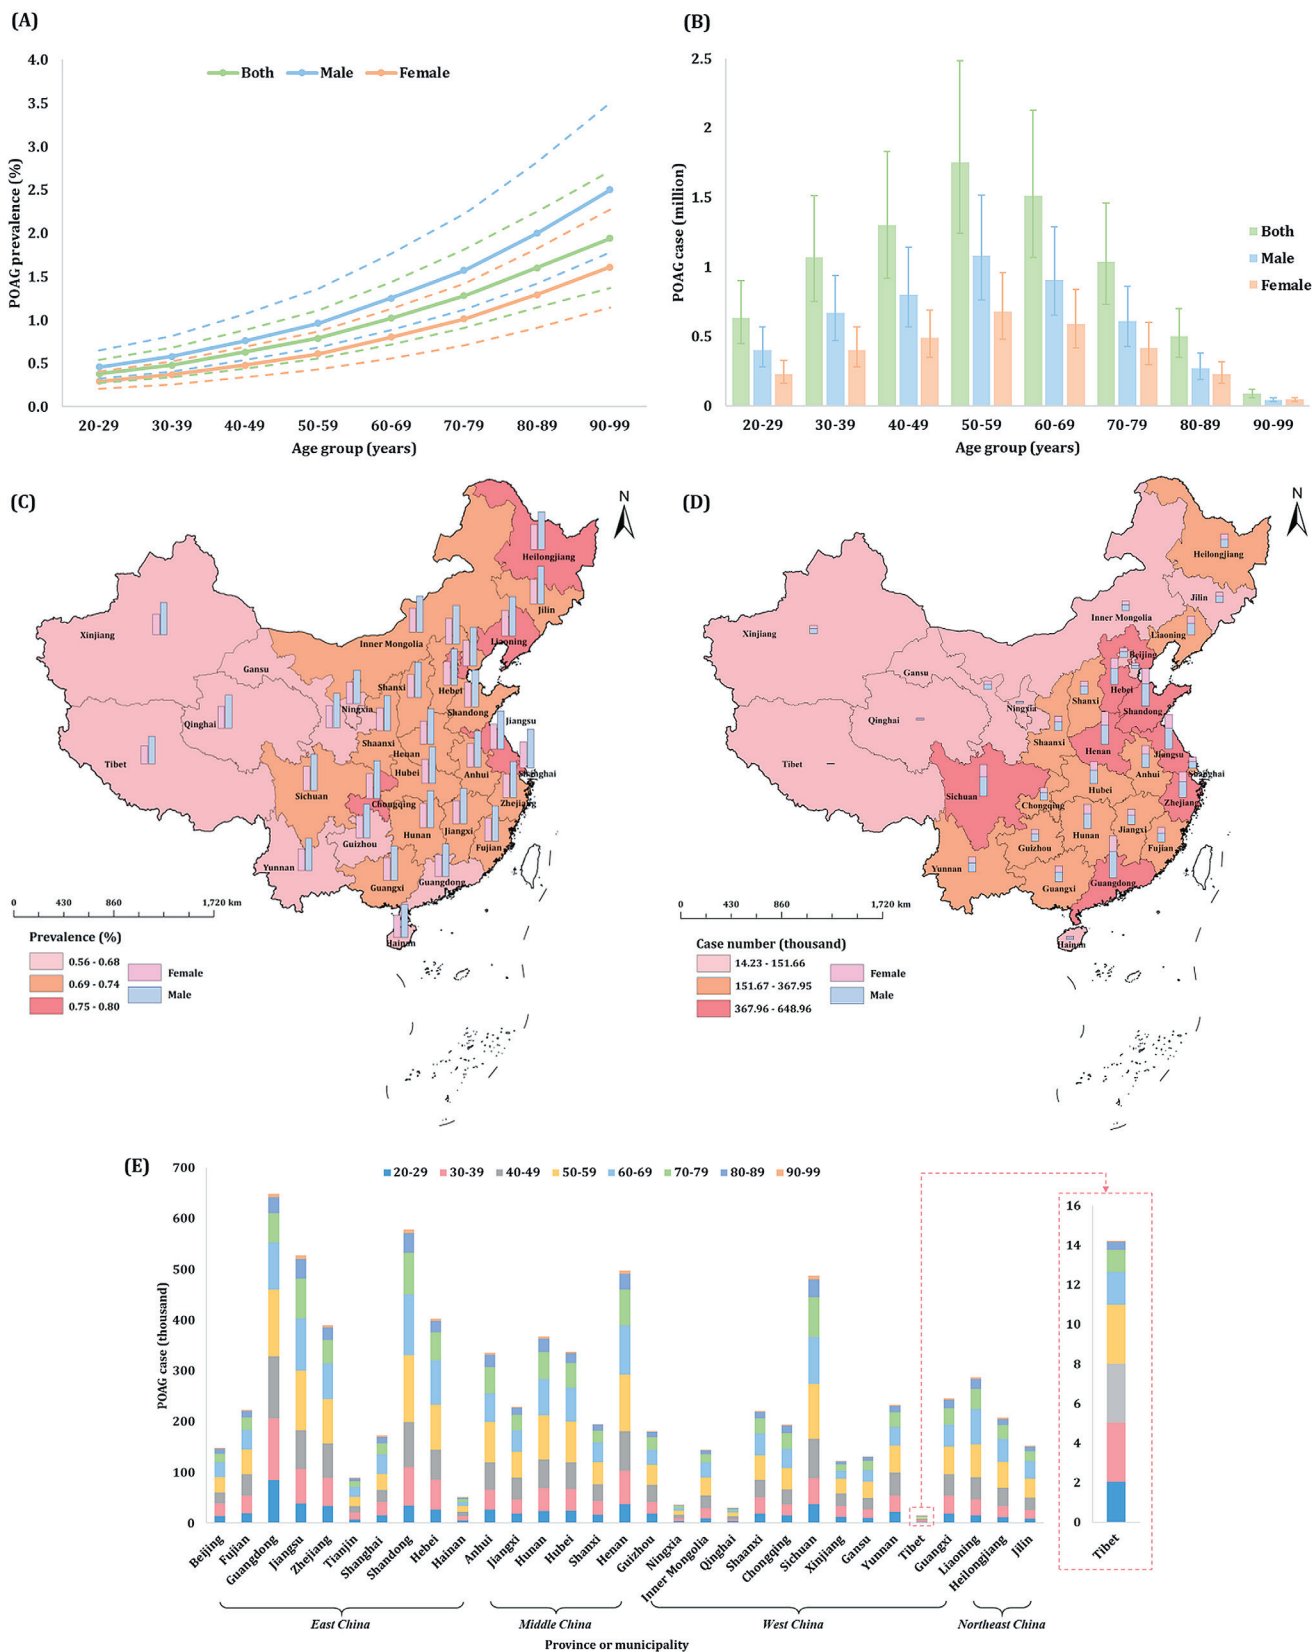 (A)
4.0
3.5
3.0
2.5
2.0
1.5
1.0
0.5
0.0
POAG prevalence (%)
Both Male Female
20-29 30-39 40-49 50-59 60-69 70-79 80-89 90-99
Age group (years)
(B)
2.5
2
1.5
1
0.5
0
POAG case (million)
Both
Male
Female
20-29 30-39 40-49 50-59 60-69 70-79 80-89 90-99
Age group (years)
(C)
N
Heilongjiang
Jilin
Xinjiang
Inner Mongolia
Liaoning
Gansu
Shanxi
Hebei
Ningxia
Shandong
Qinghai
Jiangsu
Shaanxi
Henan
Tibet
Hubei
Anhui
Shanghai
Sichuan
Chongqing
Zhejiang
Hunan
Jiangxi
Guizhou
Fujian
Yunnan
Guangxi
Guangdong
Hainan
0 430 860 1,720 km
Prevalence (%)
0.56 - 0.68
0.69 - 0.74
0.75 - 0.80
Female
Male
(D)
N
Heilongjiang
Jilin
Inner Mongolia
Xinjiang
Liaoning
Beijing
Gansu
Hebei
Shanxi
Ningxia
Shandong
Qinghai
Shaanxi
Henan
Jiangsu
Tibet
Anhui
Shanghai
Hubei
Sichuan
Chongqing
Zhejiang
Hunan
Jiangxi
Guizhou
Fujian
Yunnan
Guangxi
Guangdong
Hainan
0 430 860 1,720 km
Case number (thousand)
14.23 - 151.66
151.67 - 367.95
367.96 - 648.96
Female
Male
(E)
700
600
500
400
300
200
100
0
POAG case (thousand)
20-29 30-39 40-49 50-59 60-69 70-79 80-89 90-99
Beijing Fujian Guangdong Jiangsu Zhejiang Tianjin Shanghai Shandong Hebei Hainan Anhui Jiangxi Hunan Hubei Shanxi Henan Guizhou Ningxia Inner Mongolia Qinghai Shaanxi Chongqing Sichuan Xinjiang Gansu Yunnan Tibet Guangxi Liaoning Heilongjiang Jilin
East China Middle China West China Northeast China
Province or municipality
16
14
12
10
8
6
4
2
0
Tibet